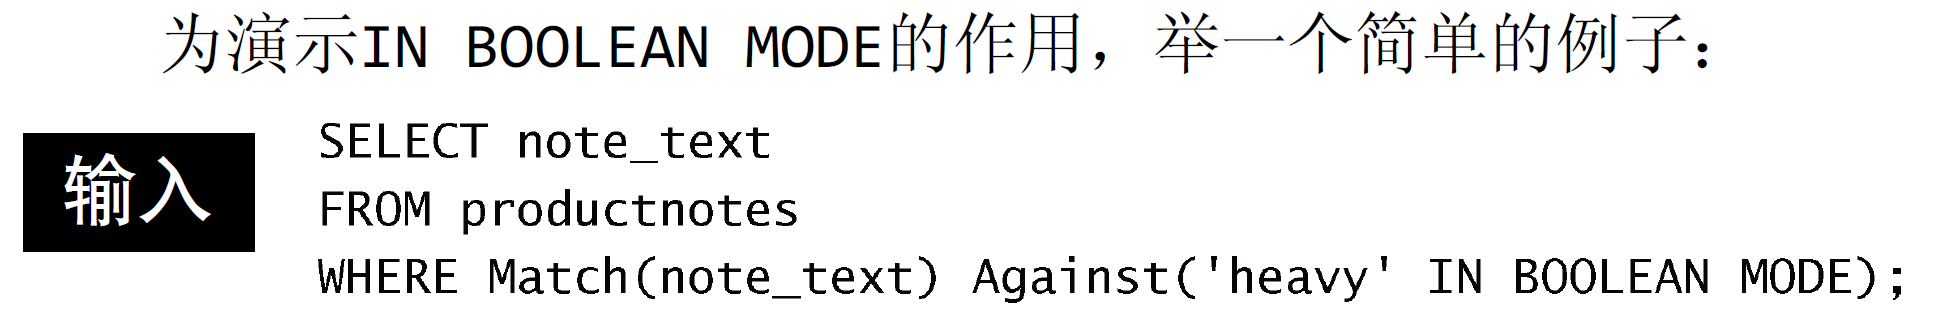 为演示IN BOOLEAN MODE的作用，举一个简单的例子：
输入
SELECT note_text
FROM productnotes
WHERE Match(note_text) Against('heavy' IN BOOLEAN MODE);